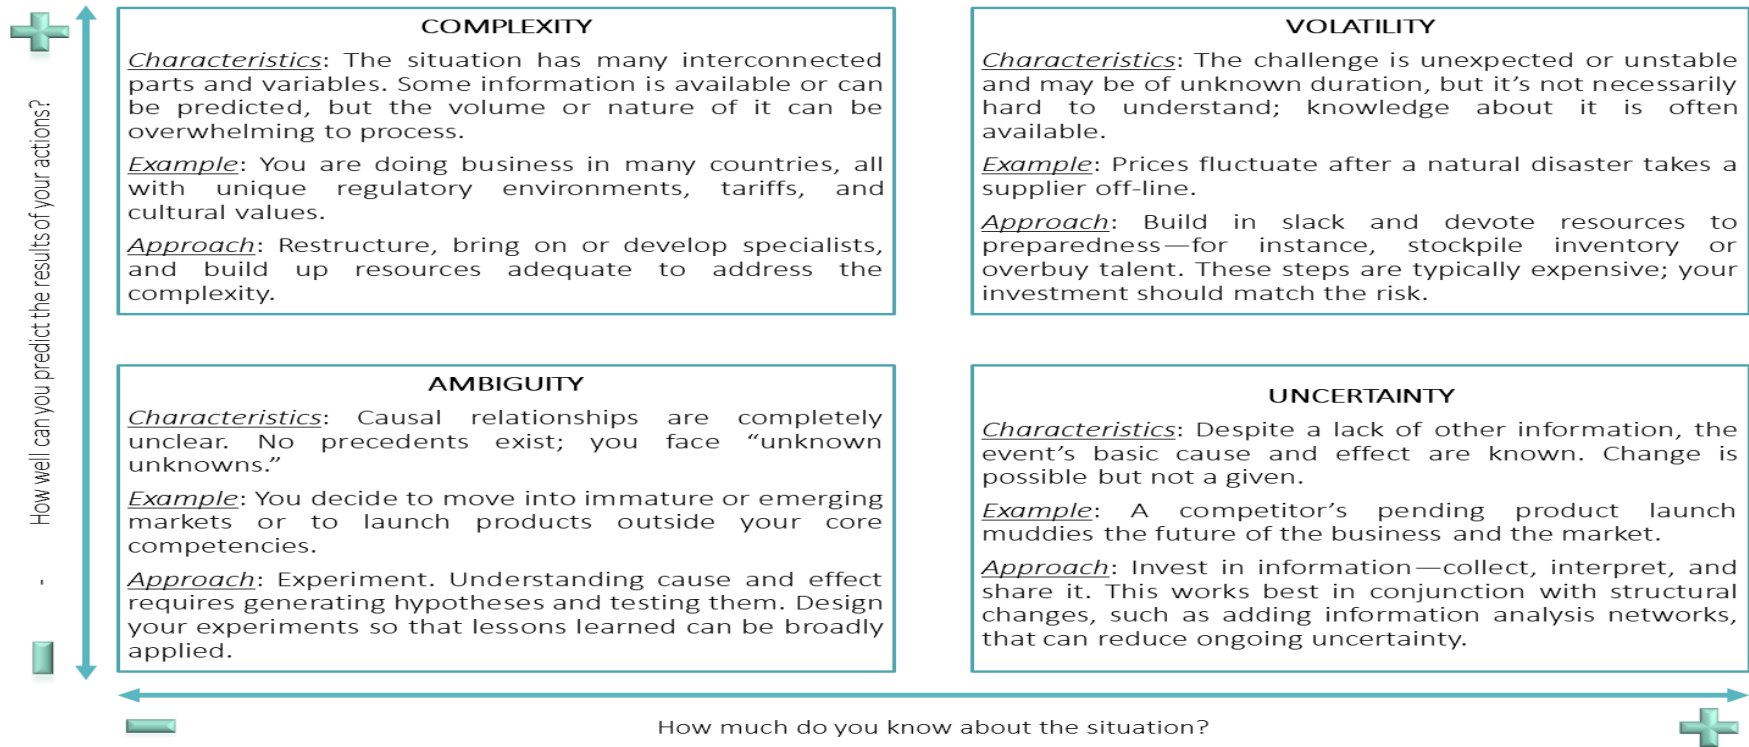 How well can you predict the results of your actions?
-
COMPLEXITY
Characteristics: The situation has many interconnected
parts and variables. Some information is available or can
be predicted, but the volume or nature of it can be
overwhelming to process.
Example: You are doing business in many countries, all
with unique regulatory environments, tariffs, and
cultural values.
Approach: Restructure, bring on or develop specialists,
and build up resources adequate to address the
complexity.
VOLATILITY
Characteristics: The challenge is unexpected or unstable
and may be of unknown duration, but it’s not necessarily
hard to understand; knowledge about it is often
available.
Example: Prices fluctuate after a natural disaster takes a
supplier off-line.
Approach: Build in slack and devote resources to
preparedness—for instance, stockpile inventory or
overbuy talent. These steps are typically expensive; your
investment should match the risk.
AMBIGUITY
Characteristics: Causal relationships are completely
unclear. No precedents exist; you face “unknown
unknowns.”
Example: You decide to move into immature or emerging
markets or to launch products outside your core
competencies.
Approach: Experiment. Understanding cause and effect
requires generating hypotheses and testing them. Design
your experiments so that lessons learned can be broadly
applied.
UNCERTAINTY
Characteristics: Despite a lack of other information, the
event’s basic cause and effect are known. Change is
possible but not a given.
Example: A competitor’s pending product launch
muddies the future of the business and the market.
Approach: Invest in information—collect, interpret, and
share it. This works best in conjunction with structural
changes, such as adding information analysis networks,
that can reduce ongoing uncertainty.
How much do you know about the situation?